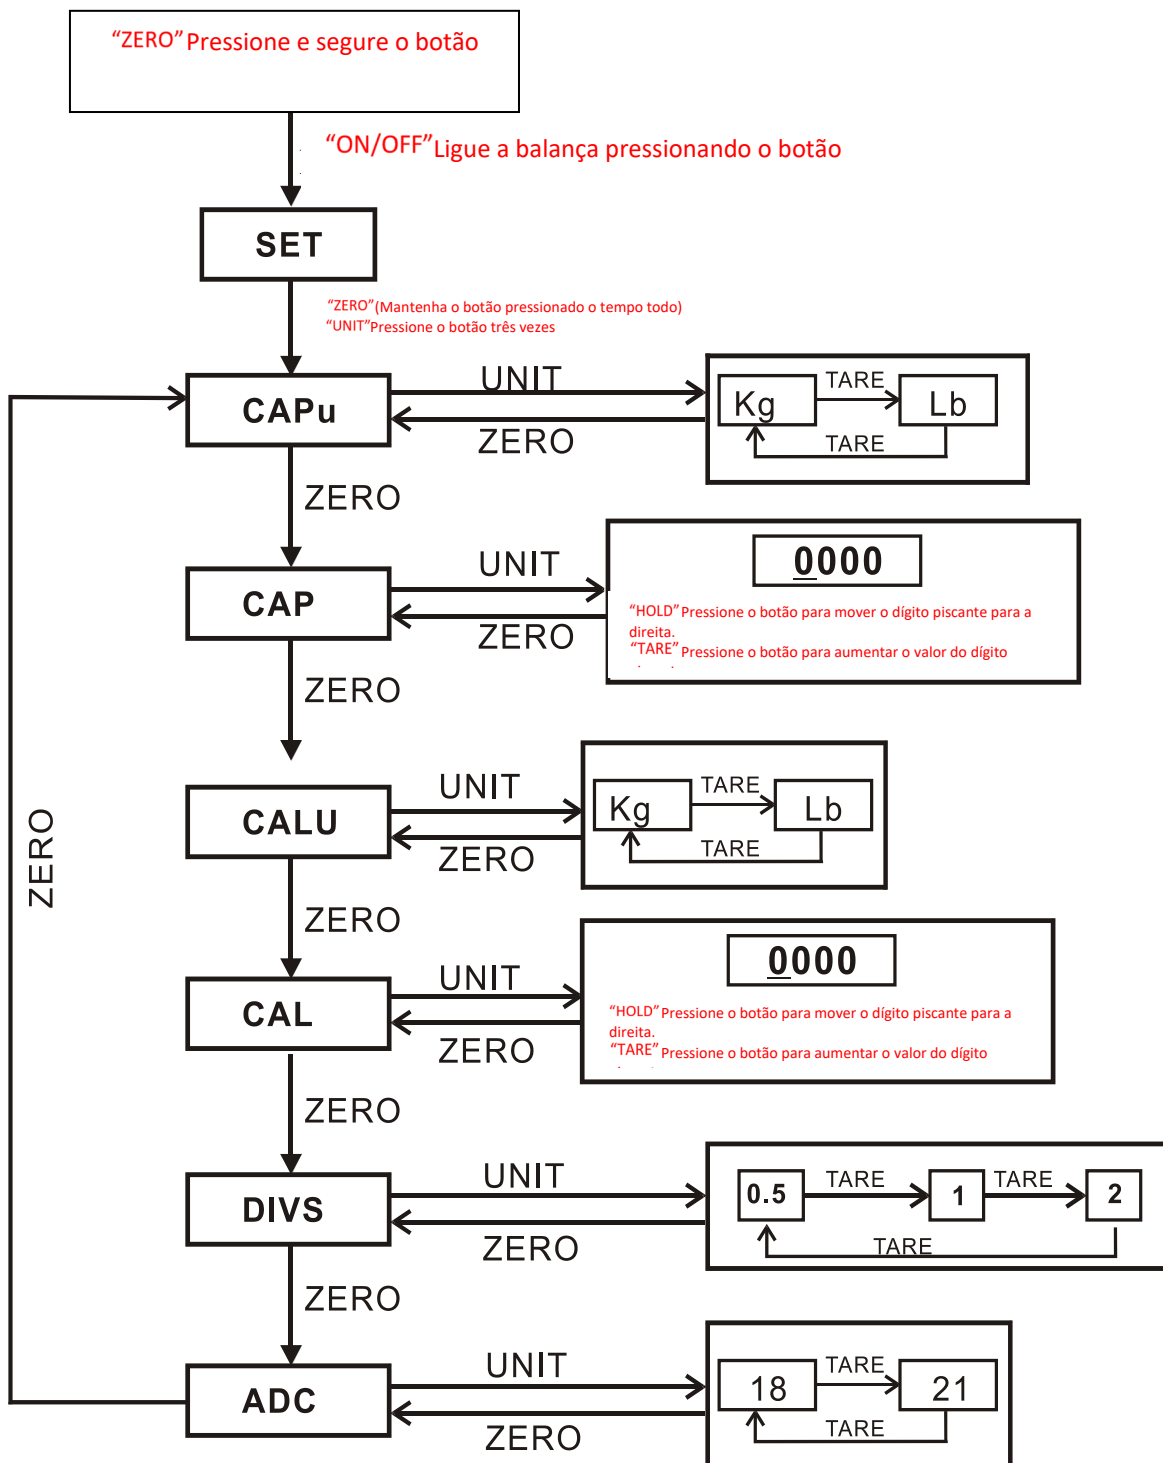 “ZERO” Pressione e segure o botão
“ON/OFF” Ligue a balança pressionando o botão
SET
“ZERO” (Mantenha o botão pressionado o tempo todo)
“UNIT” Pressione o botão três vezes
CAPu
UNIT
ZERO
Kg
TARE
Lb
TARE
ZERO
CAP
UNIT
ZERO
0000
“HOLD” Pressione o botão para mover o dígito piscante para a
direita.
“TARE” Pressione o botão para aumentar o valor do dígito
ZERO
CALU
UNIT
ZERO
Kg
TARE
Lb
TARE
ZERO
ZERO
CAL
UNIT
ZERO
0000
“HOLD” Pressione o botão para mover o dígito piscante para a
direita.
“TARE” Pressione o botão para aumentar o valor do dígito
ZERO
DIVS
UNIT
ZERO
0.5
TARE
1
TARE
2
TARE
ZERO
ADC
UNIT
ZERO
18
TARE
21
TARE